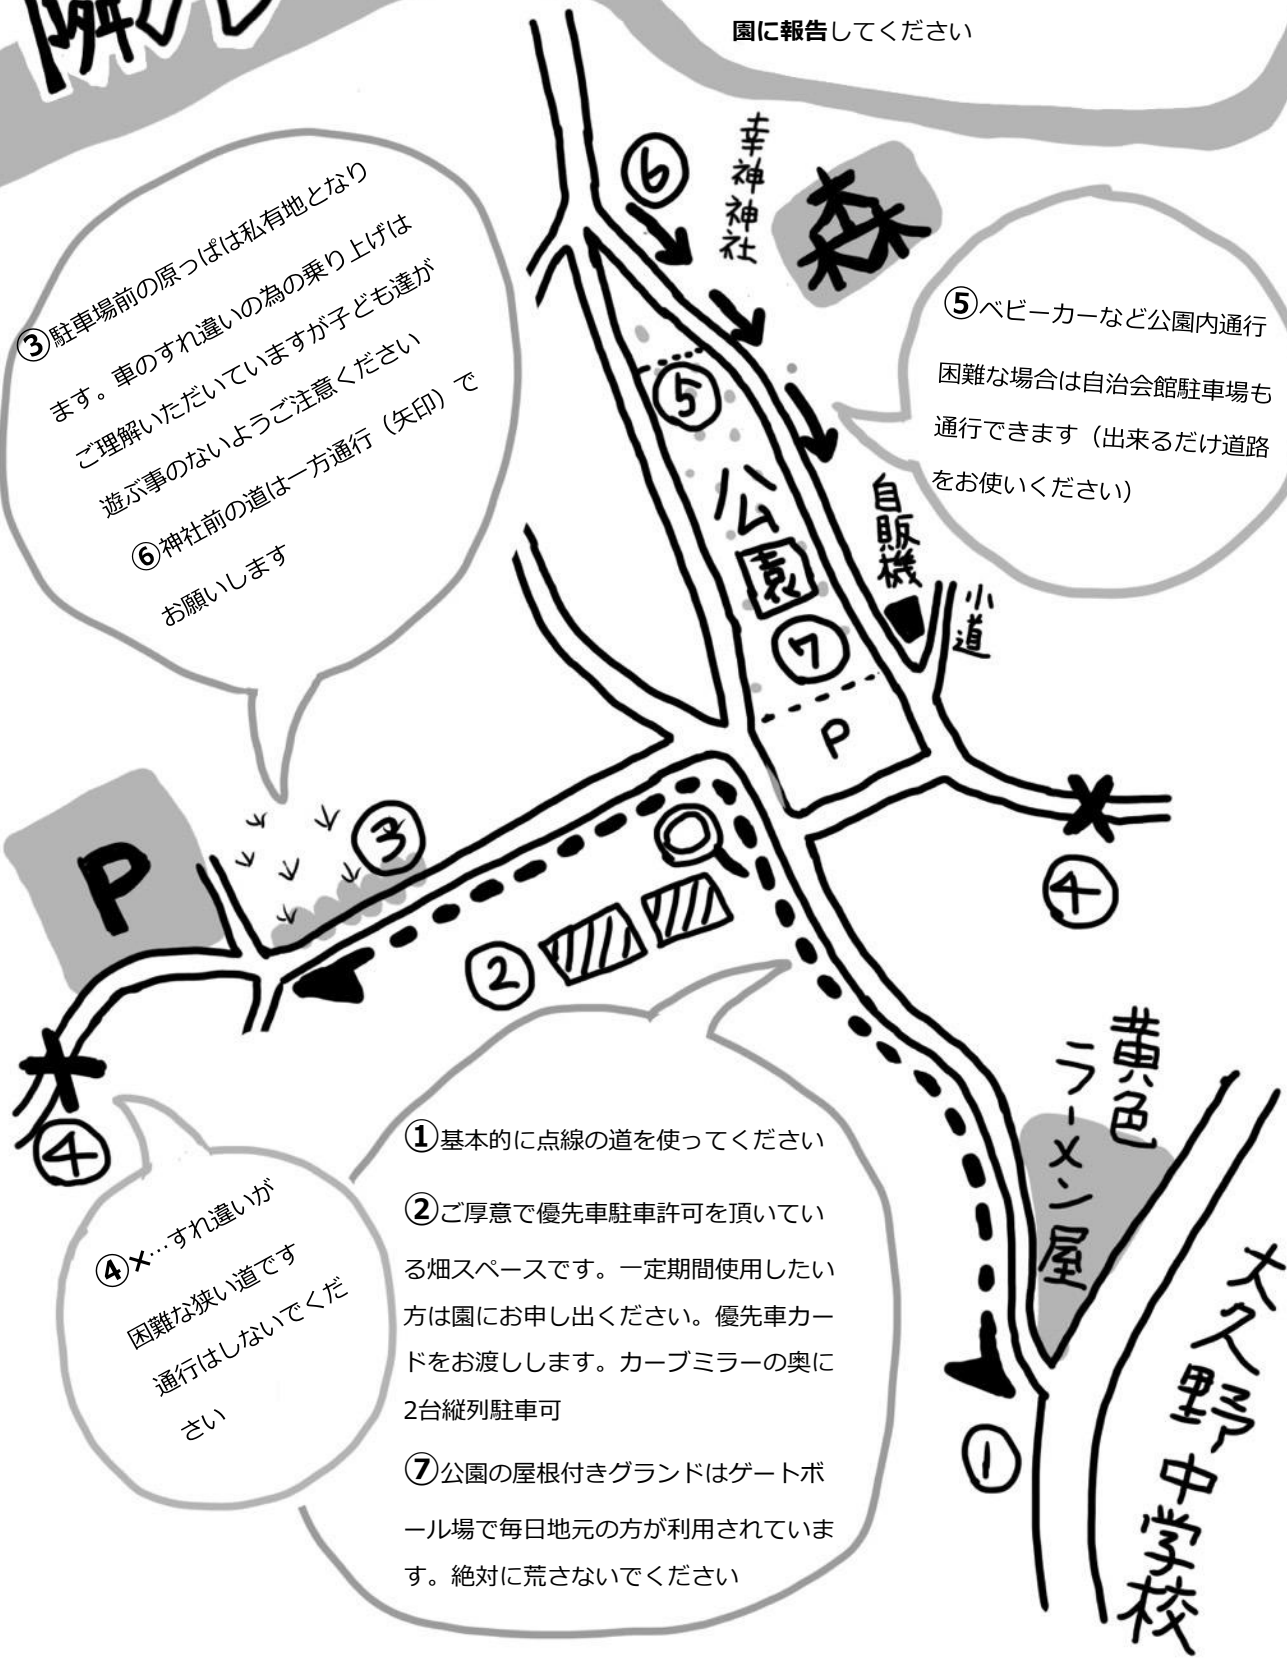 園に報告してください
幸神神社
森
⑥
③駐車場前の原っぱは私有地となり
ます。車のすれ違いの為の乗り上げは
ご理解いただいていますが子ども達が
遊ぶ事のないようご注意ください
⑥神社前の道は一方通行（矢印）で
お願いします
⑤ベビーカーなど公園内通行
困難な場合は自治会館駐車場も
通行できます（出来るだけ道路
をお使いください）
⑤
公園
自販機
小道
⑦
P
P
③
④
②
④
黄色
ラーメン屋
①基本的に点線の道を使ってください
②ご厚意で優先車駐車許可を頂いてい
る畑スペースです。一定期間使用したい
方は園にお申し出ください。優先車カー
ドをお渡しします。カーブミラーの奥に
2台縦列駐車可
⑦公園の屋根付きグランドはゲートボ
ール場で毎日地元の方が利用されていま
す。絶対に荒さないでください
④×…すれ違いが
困難な狭い道です
通行はしないでくだ
さい
①
大久野中学校